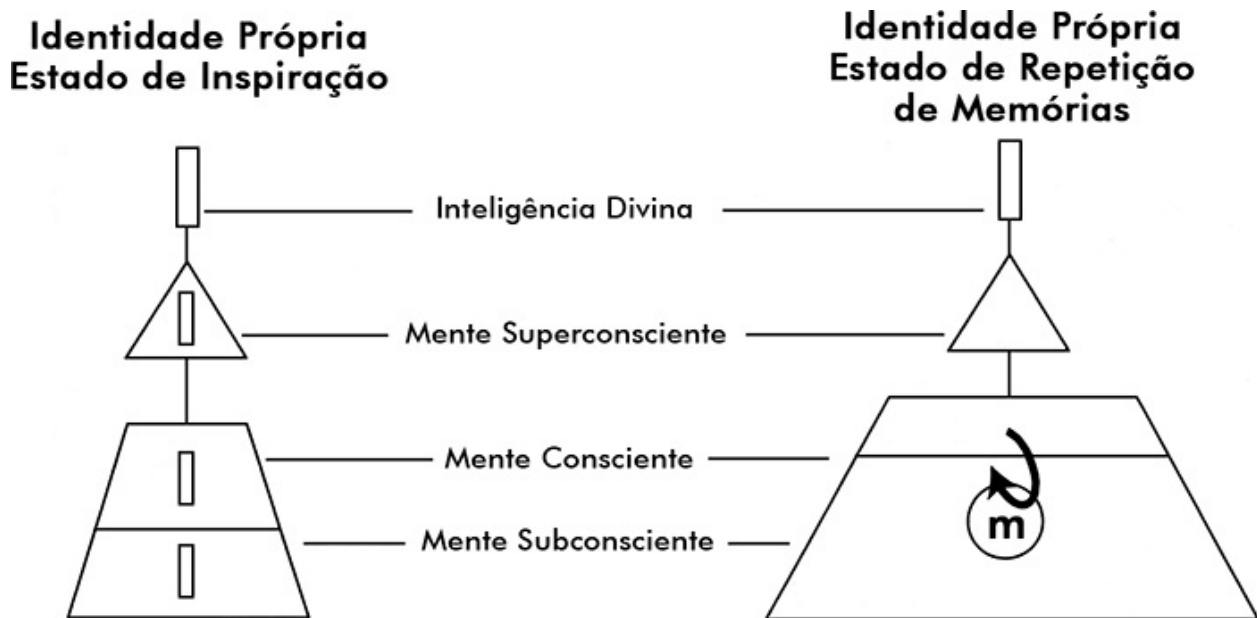 Identidade Própria
Estado de Inspiração
Identidade Própria
Estado de Repetição
de Memórias
Inteligência Divina
Mente Superconsciente
Mente Consciente
Mente Subconsciente
m